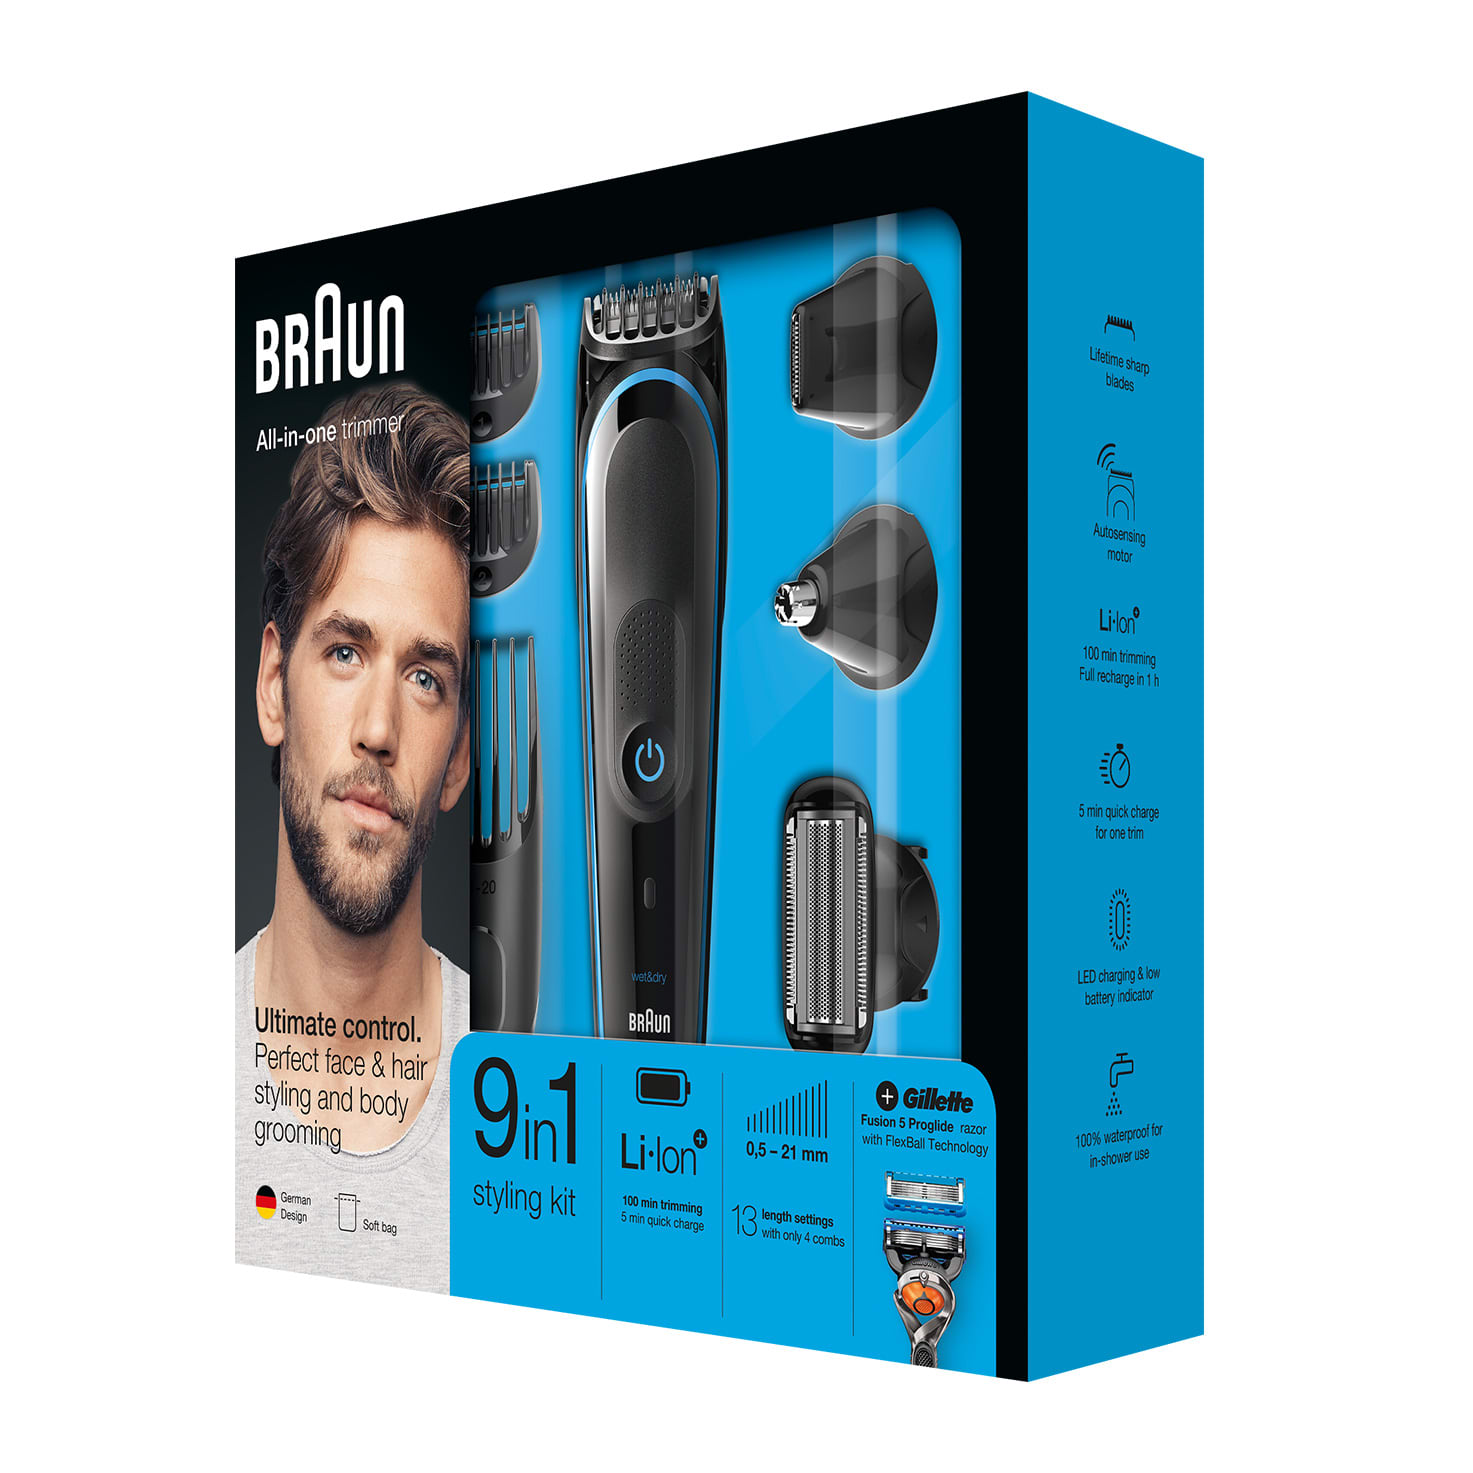 BRAUN
All-in-one trimmer
1
2
-20
wet&dry
BRAUN
Ultimate control.
Perfect face & hair
styling and body
grooming
German
Design
Soft bag
9in1
styling kit
Li·Ion+
100 min trimming
5 min quick charge
0,5 – 21 mm
13 length settings
with only 4 combs
+ Gillette
Fusion 5 Proglide razor
with FlexBall Technology
Lifetime sharp
blades
Autosensing
motor
Li·Ion+
100 min trimming
Full recharge in 1 h
5 min quick charge
for one trim
LED charging & low
battery indicator
100% waterproof for
in-shower use